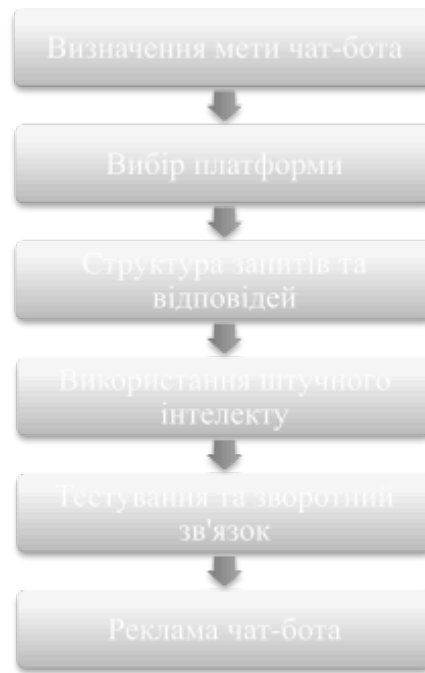 Визначення мети чат-бота
Вибір платформи
Структура запитів та
відповідей
Використання штучного
інтелекту
Тестування та зворотний
зв'язок
Реклама чат-бота